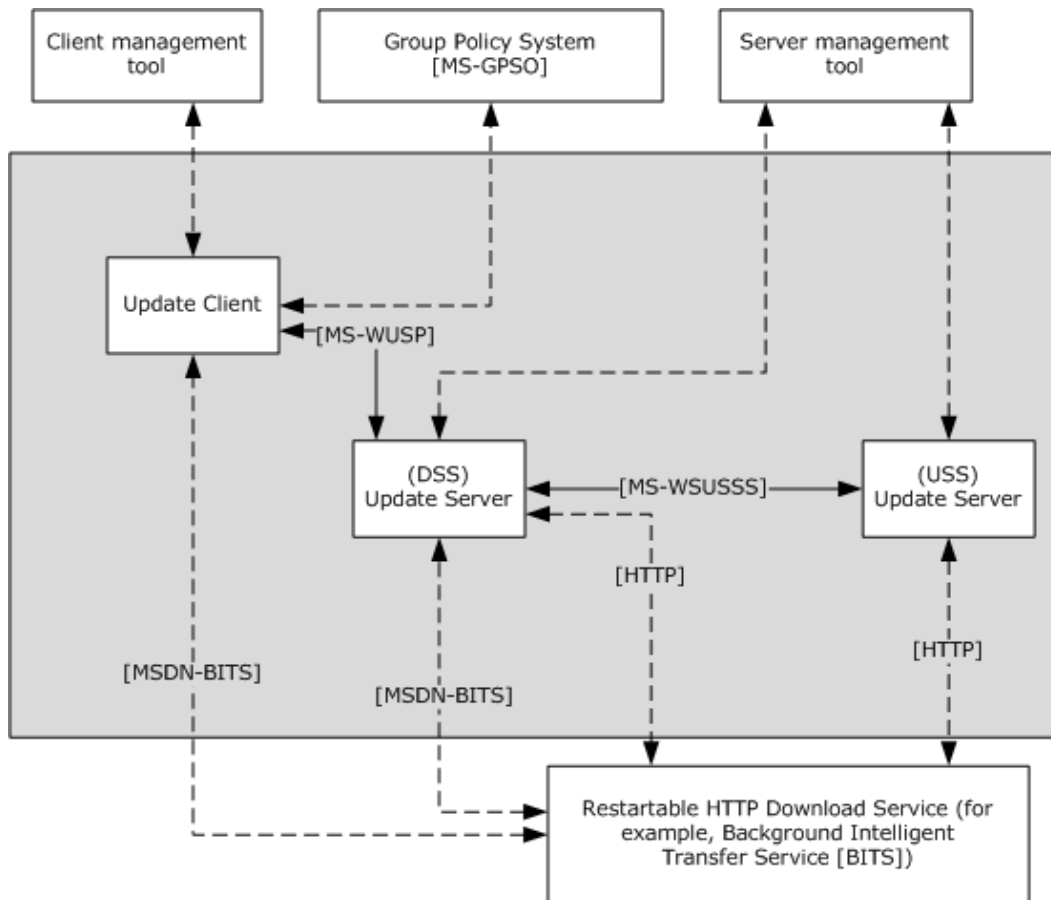 Client management
tool
Group Policy System
[MS-GPSO]
Server management
tool
Update Client
[MS-WUSP]
(DSS)
Update Server
[MS-WSUSSS]
(USS)
Update Server
[HTTP]
[HTTP]
[MSDN-BITS]
[MSDN-BITS]
Restartable HTTP Download Service (for
example, Background Intelligent
Transfer Service [BITS])